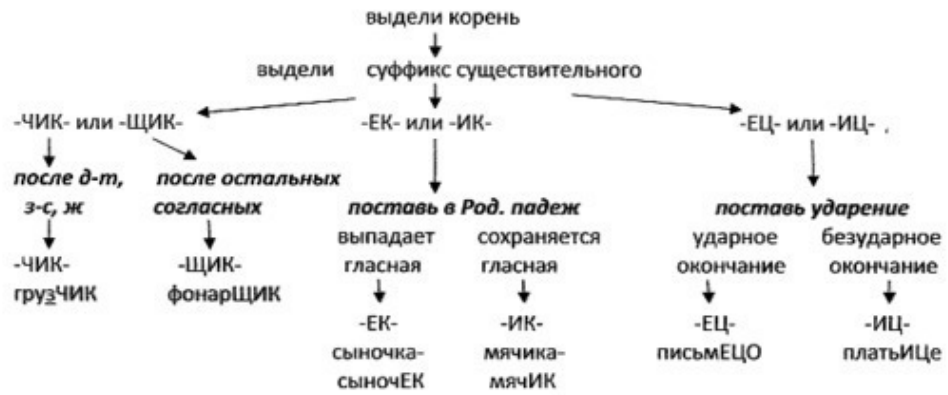 выдели корень
выдели суффикс существительного
-ЧИК- или -ЩИК-
-ЕК- или -ИК-
-ЕЦ- или -ИЦ- ,
после д-т,
з-с, ж
после остальных
согласных
поставь в Род. падеж
поставь ударение
-ЧИК-
грузЧИК
-ЩИК-
фонарЩИК
выпадает
гласная
сохраняется
гласная
ударное
окончание
безударное
окончание
-ЕК-
сыночка-
сыночЕК
-ИК-
мячика-
мячИК
-ЕЦ-
письмЕЦО
-ИЦ-
платьИЦе